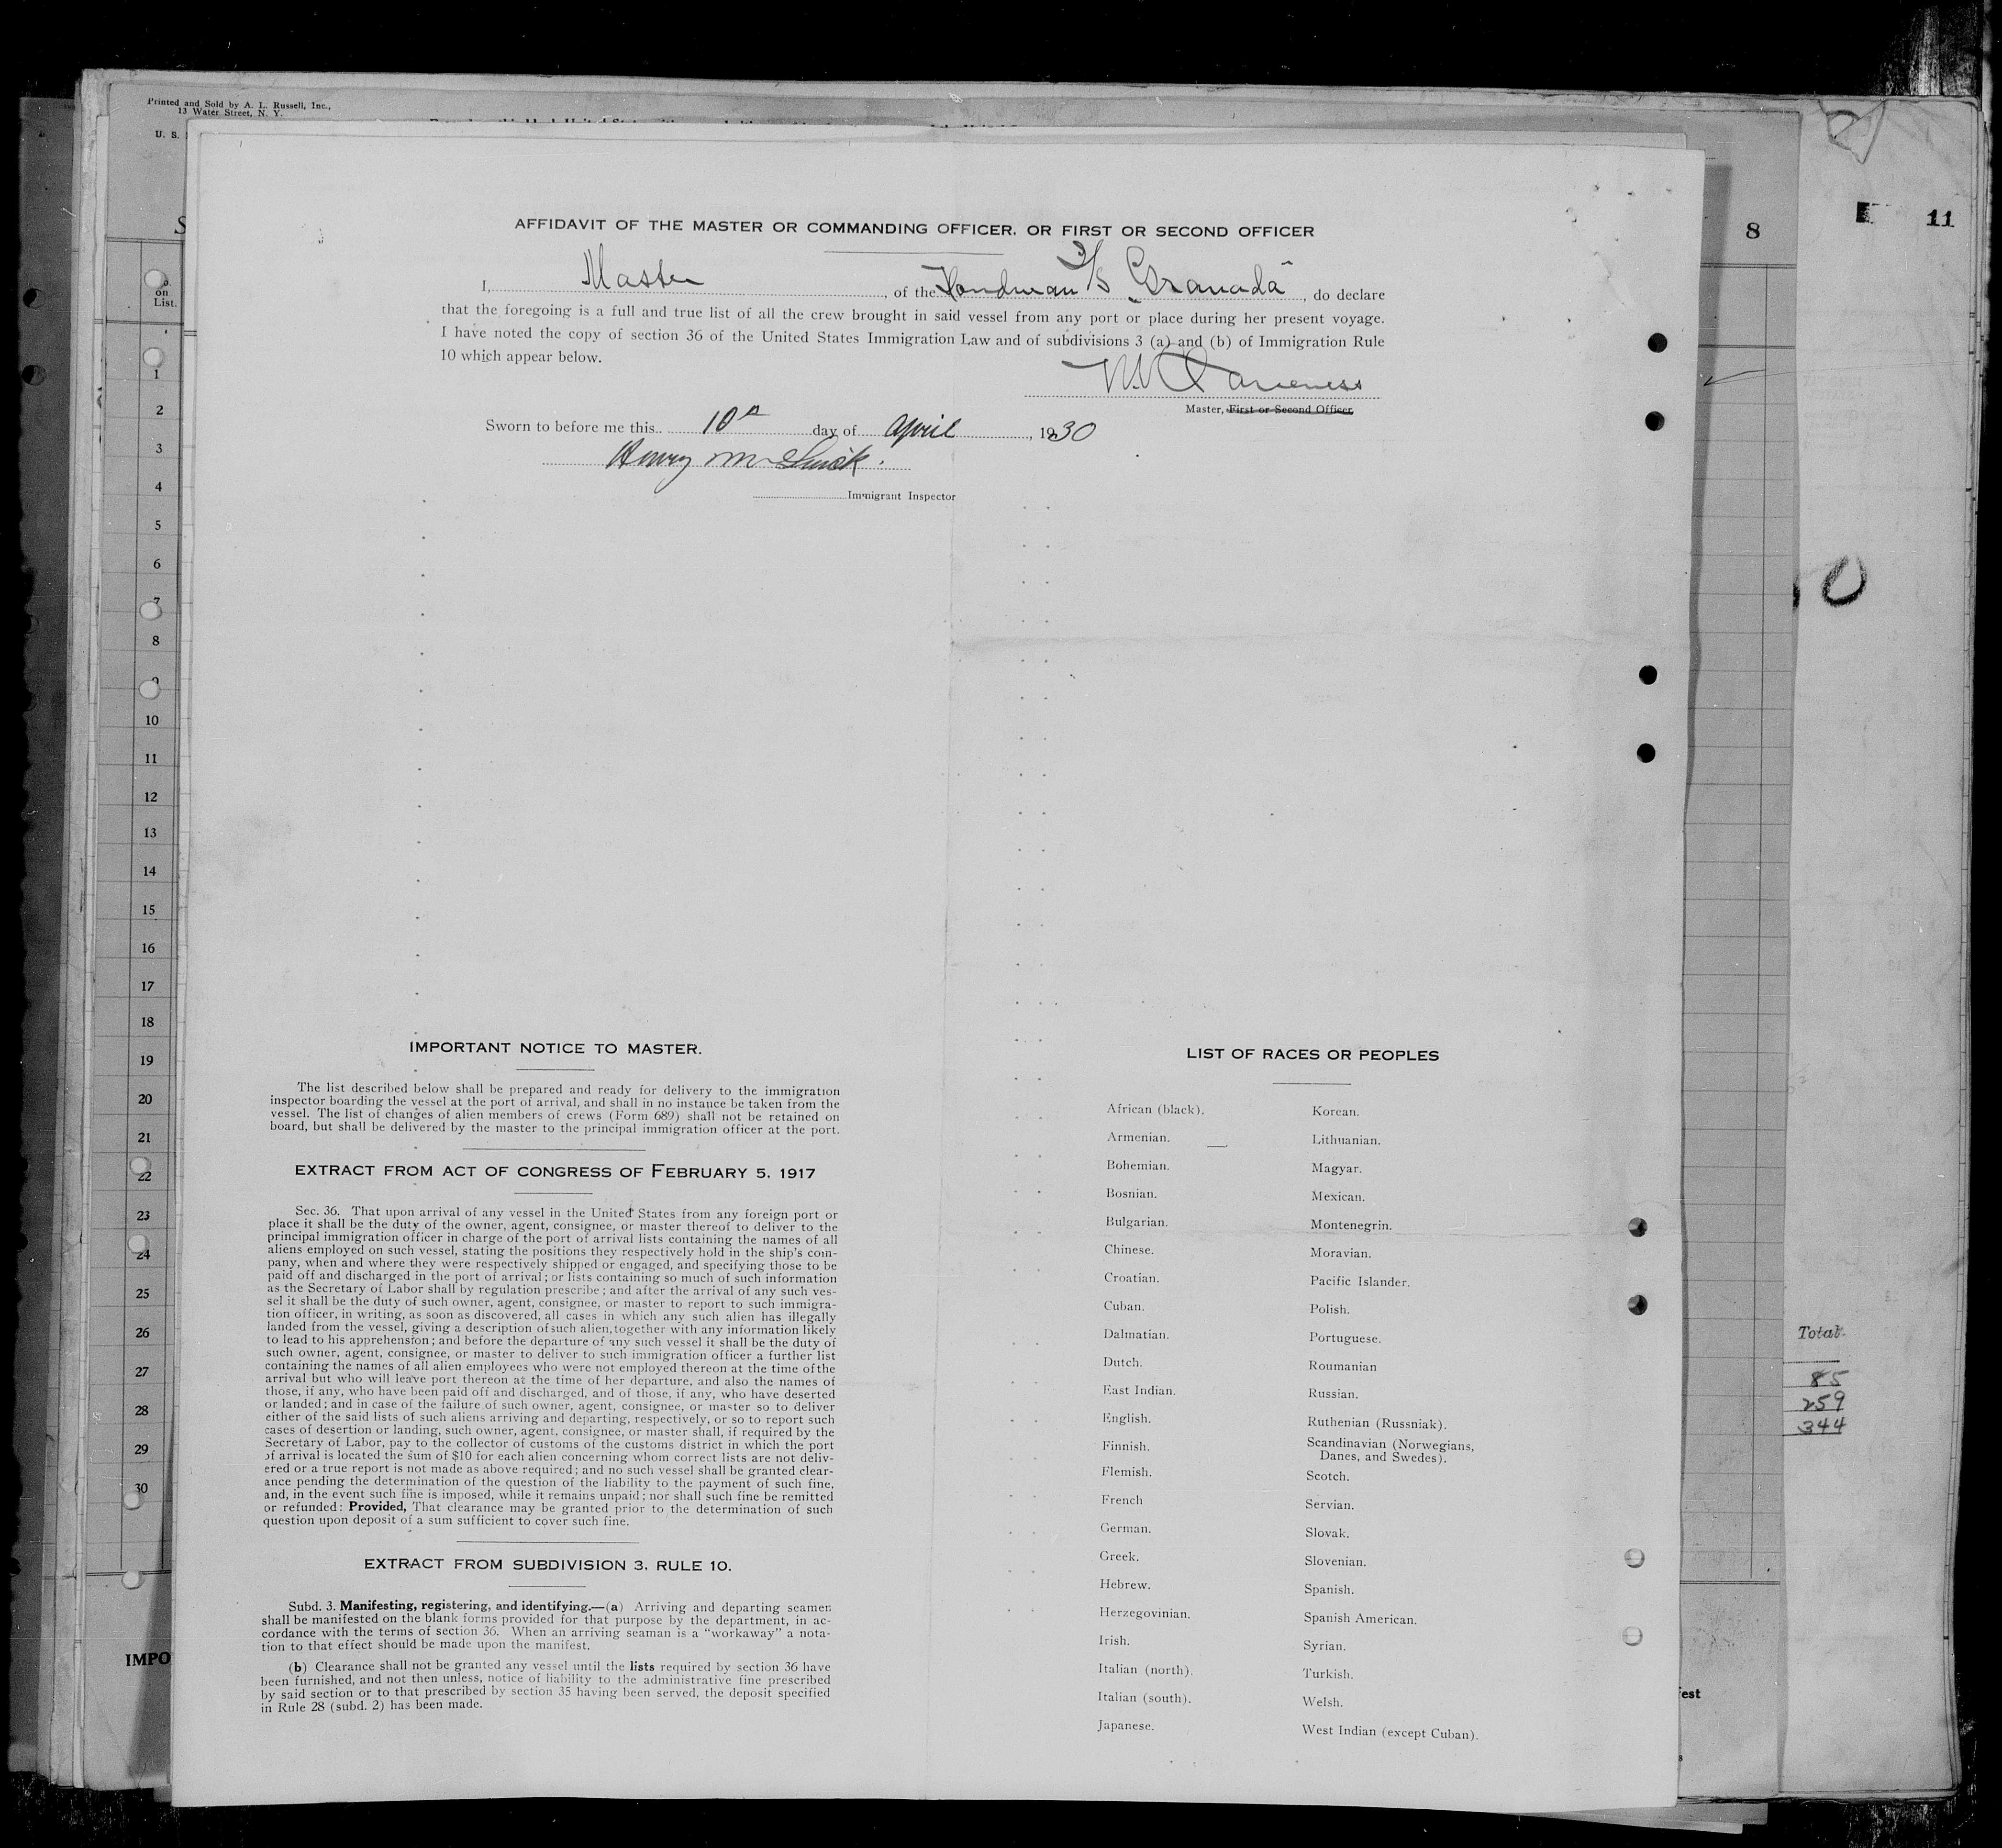 Printed and Sold by A. L. Russell, Inc.,
13 Water Street, N. Y.
U. S.
8
11
AFFIDAVIT OF THE MASTER OR COMMANDING OFFICER, OR FIRST OR SECOND OFFICER
I, Master, of the S/S "Granada", do declare
that the foregoing is a full and true list of all the crew brought in said vessel from any port or place during her present voyage.
I have noted the copy of section 36 of the United States Immigration Law and of subdivisions 3 (a) and (b) of Immigration Rule
10 which appear below.
Master, First or Second Officer
Sworn to before me this 10th day of April, 1930
Henry
Immigrant Inspector
on
List.
1
2
3
4
5
6
7
8
9
10
11
12
13
14
15
16
17
18
19
20
21
22
23
24
25
26
27
28
29
30
IMPORTANT NOTICE TO MASTER.
The list described below shall be prepared and ready for delivery to the immigration
inspector boarding the vessel at the port of arrival, and shall in no instance be taken from the
vessel. The list of changes of alien members of crews (Form 689) shall not be retained on
board, but shall be delivered by the master to the principal immigration officer at the port.
EXTRACT FROM ACT OF CONGRESS OF FEBRUARY 5, 1917
Sec. 36. That upon arrival of any vessel in the United States from any foreign port or
place it shall be the duty of the owner, agent, consignee, or master thereof to deliver to the
principal immigration officer in charge of the port of arrival lists containing the names of all
aliens employed on such vessel, stating the positions they respectively hold in the ship's com-
pany, when and where they were respectively shipped or engaged, and specifying those to be
paid off and discharged in the port of arrival; or lists containing so much of such information
as the Secretary of Labor shall by regulation prescribe; and after the arrival of any such ves-
sel it shall be the duty of such owner, agent, consignee, or master to report to such immigra-
tion officer, in writing, as soon as discovered, all cases in which any such alien has illegally
landed from the vessel, giving a description of such alien, together with any information likely
to lead to his apprehension; and before the departure of any such vessel it shall be the duty of
such owner, agent, consignee, or master to deliver to such immigration officer a further list
containing the names of all alien employees who were not employed thereon at the time of the
arrival but who will leave port thereon at the time of her departure, and also the names of
those, if any, who have been paid off and discharged, and of those, if any, who have deserted
or landed; and in case of the failure of such owner, agent, consignee, or master so to deliver
either of the said lists of such aliens arriving and departing, respectively, or so to report such
cases of desertion or landing, such owner, agent, consignee, or master shall, if required by the
Secretary of Labor, pay to the collector of customs of the customs district in which the port
of arrival is located the sum of $10 for each alien concerning whom correct lists are not deliv-
ered or a true report is not made as above required; and no such vessel shall be granted clear-
ance pending the determination of the question of the liability to the payment of such fine,
and, in the event such fine is imposed, while it remains unpaid; nor shall such fine be remitted
or refunded: Provided, That clearance may be granted prior to the determination of such
question upon deposit of a sum sufficient to cover such fine.
EXTRACT FROM SUBDIVISION 3, RULE 10.
Subd. 3. Manifesting, registering, and identifying.—(a) Arriving and departing seamen
shall be manifested on the blank forms provided for that purpose by the department, in ac-
cordance with the terms of section 36. When an arriving seaman is a "workaway" a nota-
tion to that effect should be made upon the manifest.
(b) Clearance shall not be granted any vessel until the lists required by section 36 have
been furnished, and not then unless, notice of liability to the administrative fine prescribed
by said section or to that prescribed by section 35 having been served, the deposit specified
in Rule 28 (subd. 2) has been made.
LIST OF RACES OR PEOPLES
African (black).
Armenian.
Bohemian.
Bosnian.
Bulgarian.
Chinese.
Croatian.
Cuban.
Dalmatian.
Dutch.
East Indian.
English.
Finnish.
Flemish.
French
German.
Greek.
Hebrew.
Herzegovinian.
Irish.
Italian (north).
Italian (south).
Japanese.
Korean.
Lithuanian.
Magyar.
Mexican.
Montenegrin.
Moravian.
Pacific Islander.
Polish.
Portuguese.
Roumanian
Russian.
Ruthenian (Russniak).
Scandinavian (Norwegians,
Danes, and Swedes).
Scotch.
Servian.
Slovak.
Slovenian.
Spanish.
Spanish American.
Syrian.
Turkish.
Welsh.
West Indian (except Cuban).
Total
85
259
344
IMPO
fest